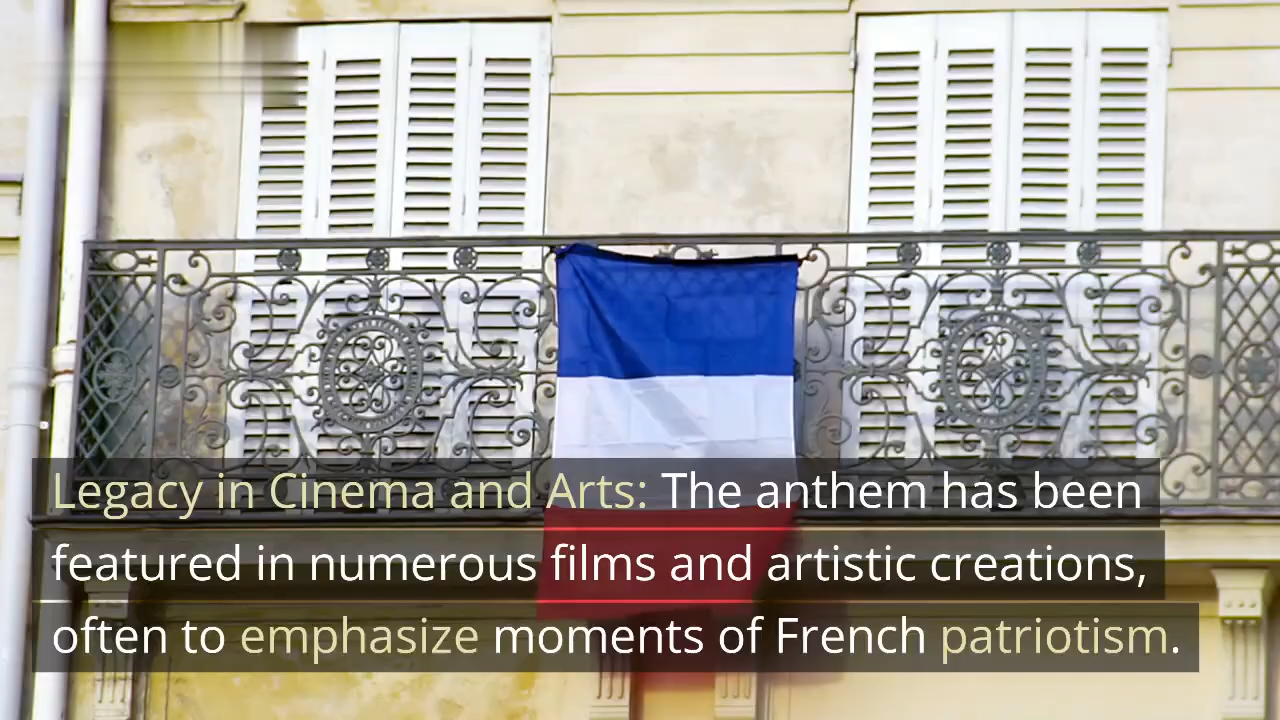 Legacy in Cinema and Arts: The anthem has been
featured in numerous films and artistic creations,
often to emphasize moments of French patriotism.